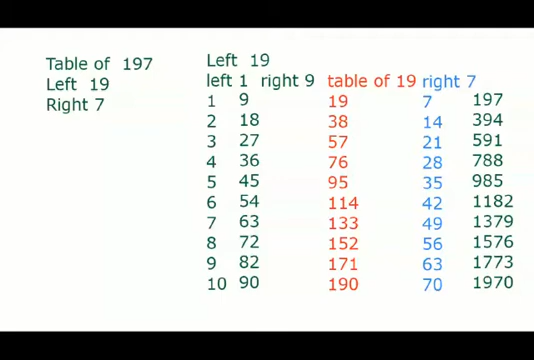 Table of 197
Left 19
Right 7
Left 19
left 1 right 9 table of 19 right 7
1 9 19 7 197
2 18 38 14 394
3 27 57 21 591
4 36 76 28 788
5 45 95 35 985
6 54 114 42 1182
7 63 133 49 1379
8 72 152 56 1576
9 82 171 63 1773
10 90 190 70 1970